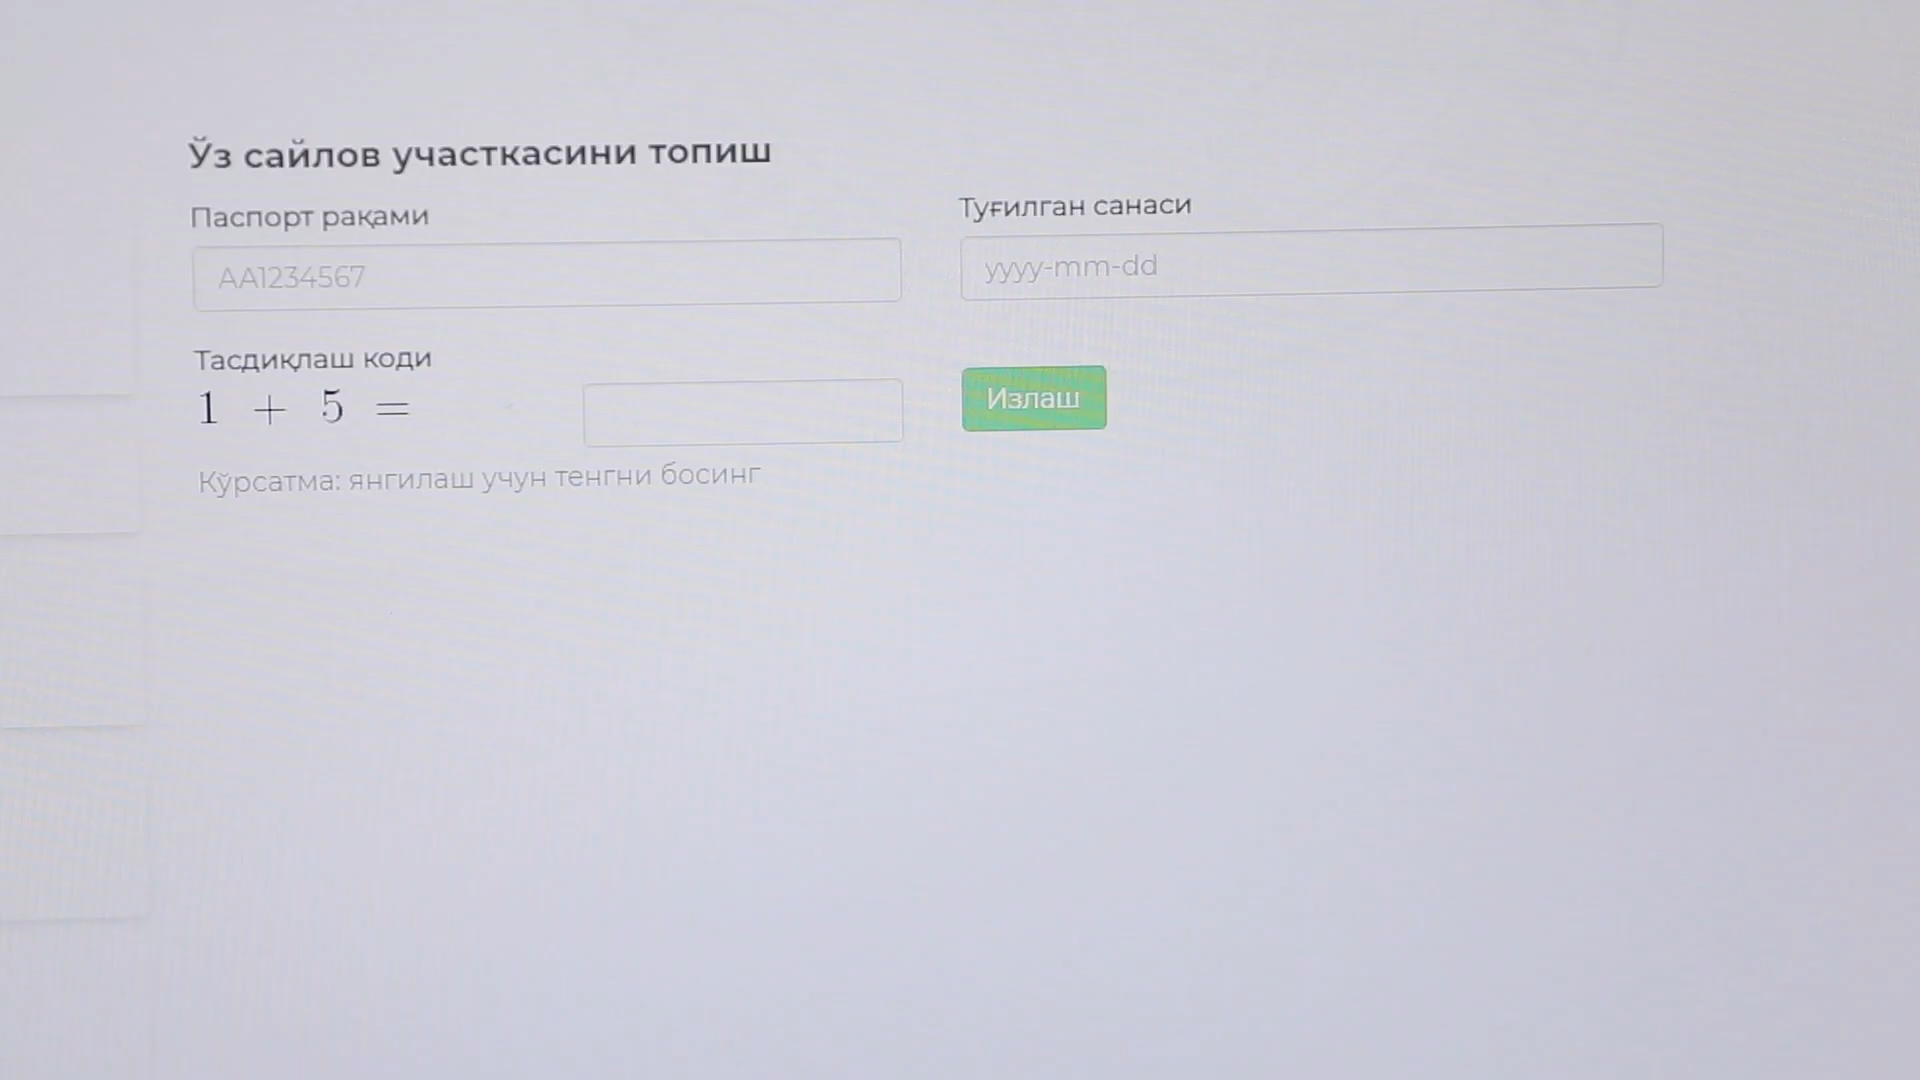 Ўз сайлов участкасини топиш
Паспорт рақами
Туғилган санаси
AA1234567
yyyy-mm-dd
Тасдиқлаш коди
1 + 5 =
Излаш
Кўрсатма: янгилаш учун тенгни босинг